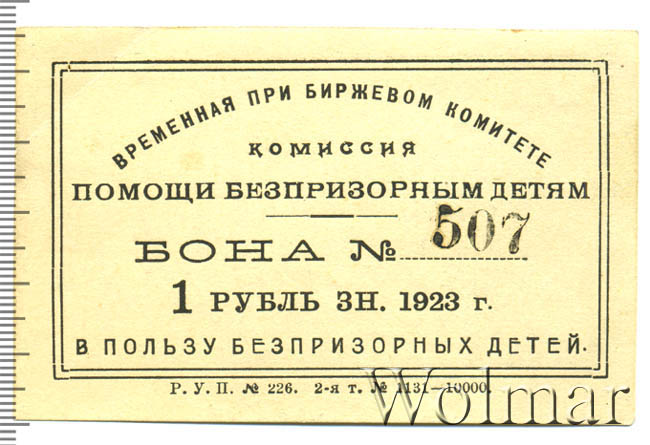 ВРЕМЕННАЯ ПРИ БИРЖЕВОМ КОМИТЕТЕ
КОМИССИЯ
ПОМОЩИ БЕЗПРИЗОРНЫМ ДЕТЯМ
БОНА № 507
1 РУБЛЬ ЗН. 1923 г.
В ПОЛЬЗУ БЕЗПРИЗОРНЫХ ДЕТЕЙ.
Р. У. П. № 226. 2-я т. № 1131—10000.
Wolmar